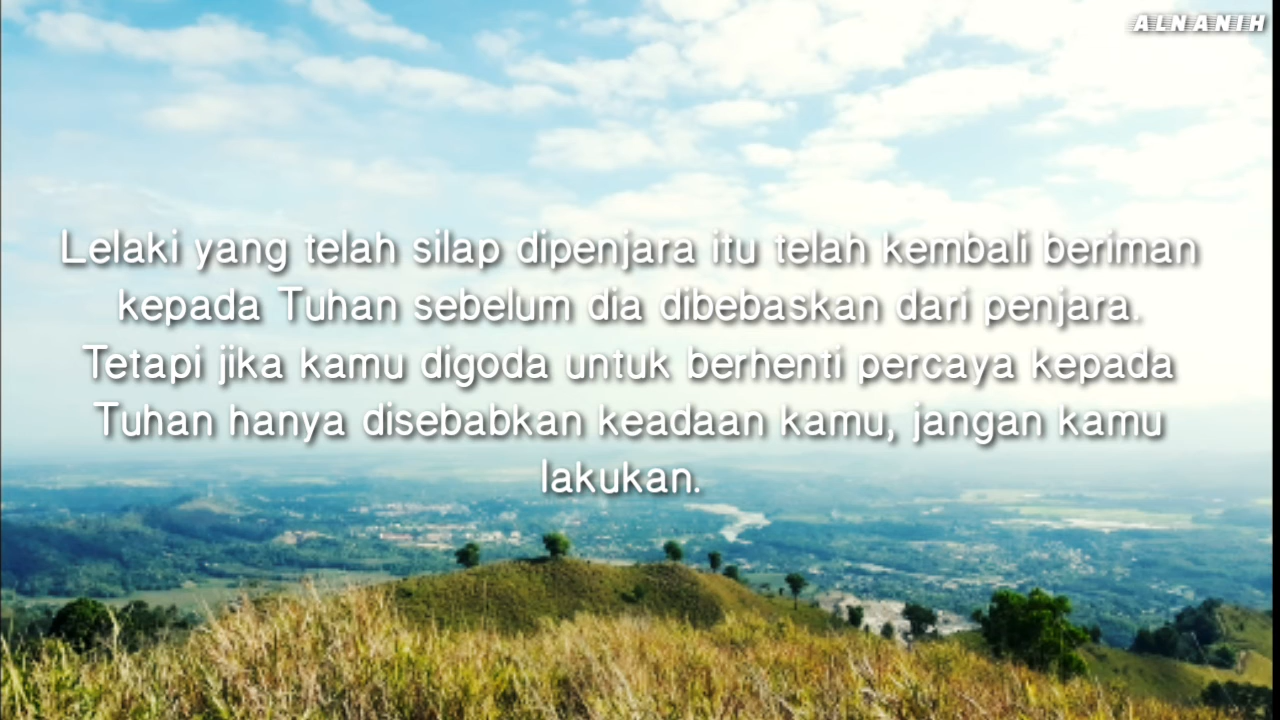 ALNANIH
Lelaki yang telah silap dipenjara itu telah kembali beriman
kepada Tuhan sebelum dia dibebaskan dari penjara.
Tetapi jika kamu digoda untuk berhenti percaya kepada
Tuhan hanya disebabkan keadaan kamu, jangan kamu
lakukan.